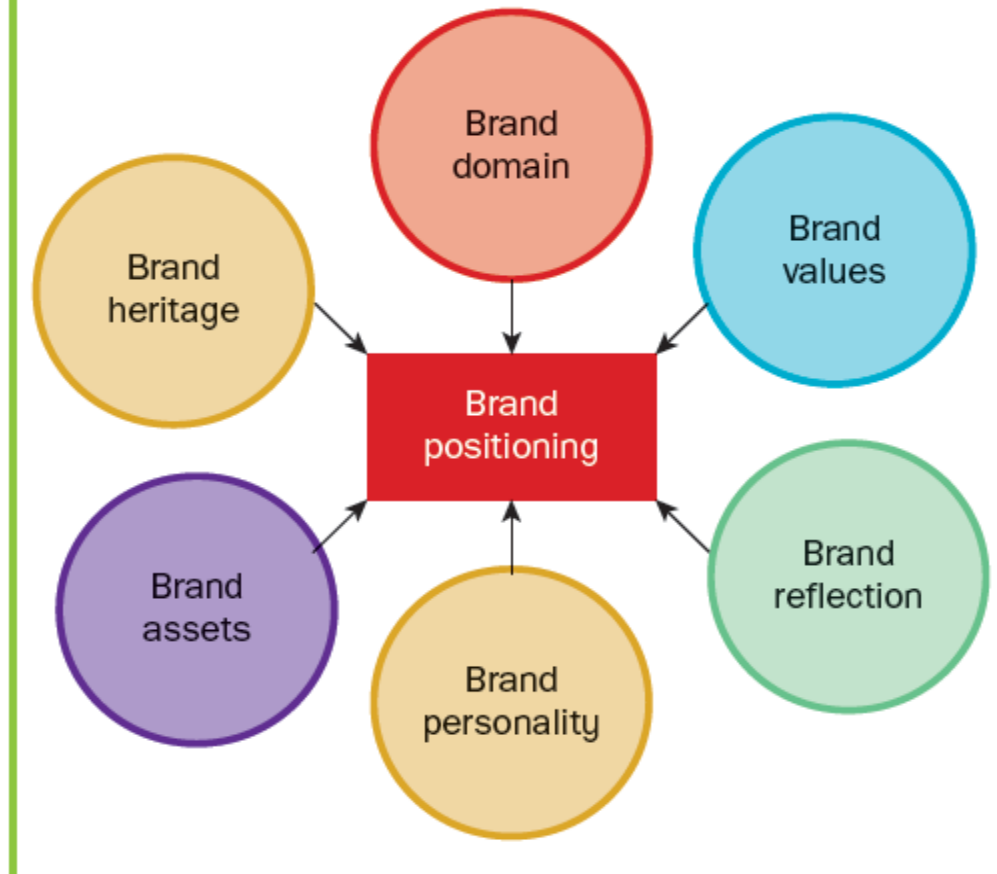 Brand
domain
Brand
values
Brand
heritage
Brand
positioning
Brand
reflection
Brand
assets
Brand
personality